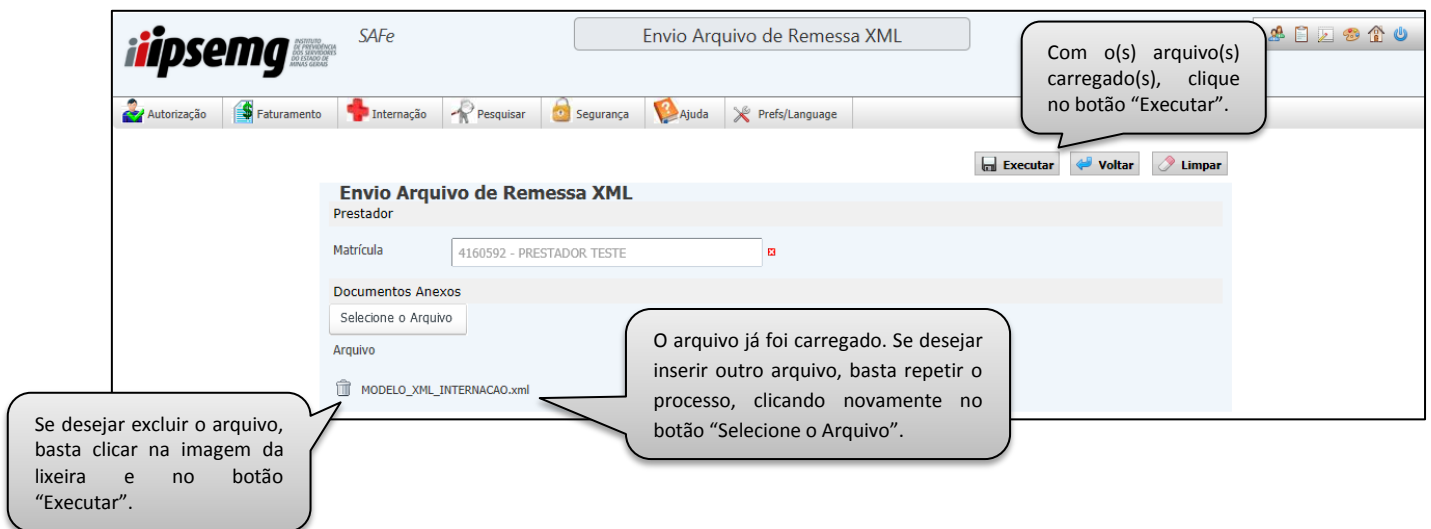 SAFe
Envio Arquivo de Remessa XML
ipsemg
INSTITUTO
DE PREVIDÊNCIA
DOS SERVIDORES
DO ESTADO DE
MINAS GERAIS
Com o(s) arquivo(s)
carregado(s), clique
no botão “Executar”.
Autorização Faturamento Internação Pesquisar Segurança Ajuda Prefs/Language
Executar Voltar Limpar
Envio Arquivo de Remessa XML
Prestador
Matrícula 4160592 - PRESTADOR TESTE
Documentos Anexos
Selecione o Arquivo
Arquivo
MODELO_XML_INTERNACAO.xml
O arquivo já foi carregado. Se desejar
inserir outro arquivo, basta repetir o
processo, clicando novamente no
botão “Selecione o Arquivo”.
Se desejar excluir o arquivo,
basta clicar na imagem da
lixeira e no botão
“Executar”.